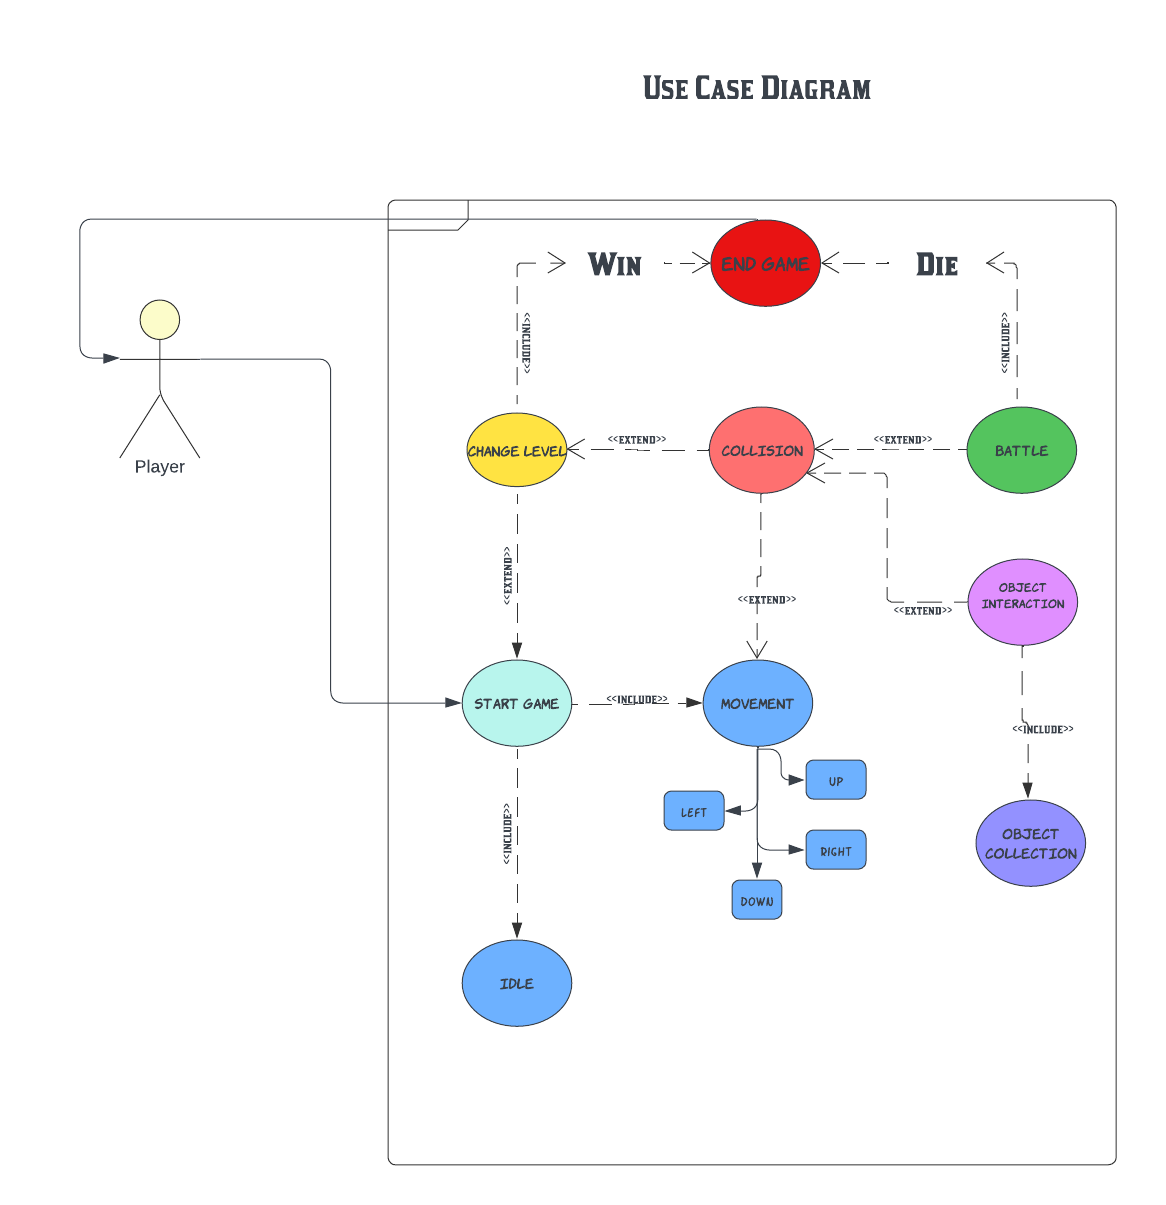 Use Case Diagram
END GAME
Win
Die
<<INCLUDE>>
<<INCLUDE>>
Player
CHANGE LEVEL
<<EXTEND>>
COLLISION
<<EXTEND>>
BATTLE
<<EXTEND>>
<<EXTEND>>
OBJECT
INTERACTION
<<EXTEND>>
START GAME
<<INCLUDE>>
MOVEMENT
<<INCLUDE>>
UP
LEFT
RIGHT
DOWN
<<INCLUDE>>
OBJECT
COLLECTION
IDLE